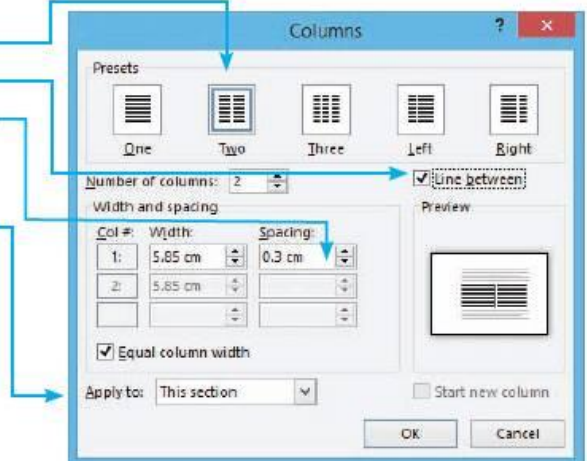 Columns ? ×
Presets
One Two Three Left Right
Number of columns: 2 Line between
Width and spacing Preview
Col #: Width: Spacing:
1: 5.85 cm 0.3 cm
2: 5.85 cm
Equal column width
Apply to: This section Start new column
OK Cancel